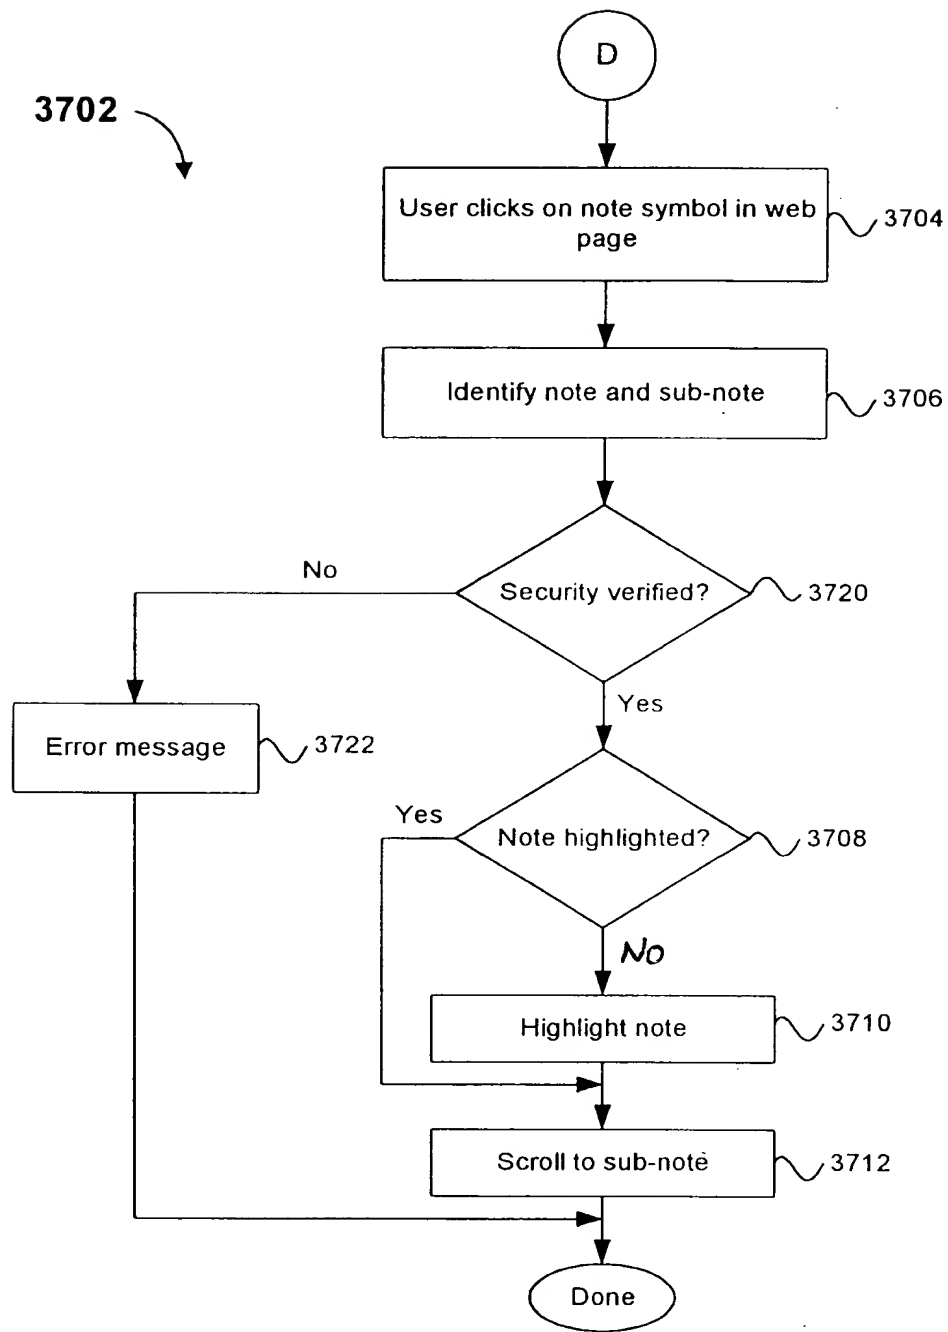 D
3702
User clicks on note symbol in web
page
3704
Identify note and sub-note
3706
No
Security verified?
3720
Yes
Error message
3722
Yes
Note highlighted?
3708
No
Highlight note
3710
Scroll to sub-note
3712
Done